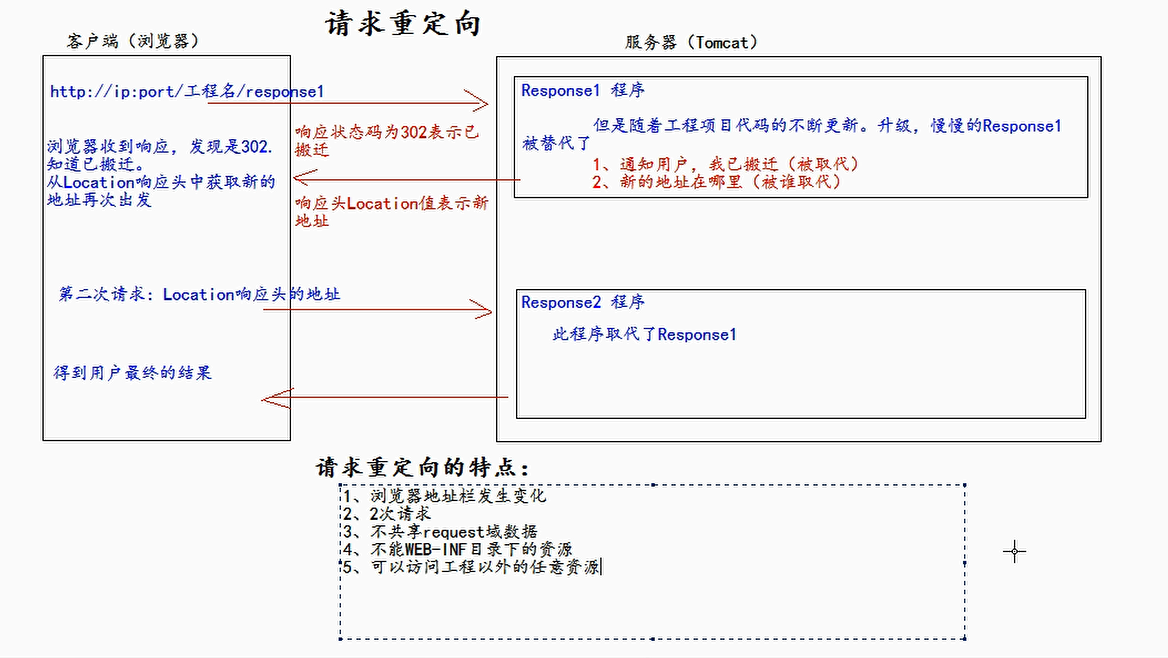 请求重定向
客户端（浏览器）
服务器（Tomcat）
http://ip:port/工程名/response1
浏览器收到响应，发现是302.
知道已搬迁。
从Location响应头中获取新的
地址再次出发
响应状态码为302表示已
搬迁
响应头Location值表示新
地址
Response1 程序
但是随着工程项目代码的不断更新。升级，慢慢的Response1
被替代了
1、通知用户，我已搬迁（被取代）
2、新的地址在哪里（被谁取代）
第二次请求：Location响应头的地址
Response2 程序
此程序取代了Response1
得到用户最终的结果
请求重定向的特点：
1、浏览器地址栏发生变化
2、2次请求
3、不共享request域数据
4、不能WEB-INF目录下的资源
5、可以访问工程以外的任意资源